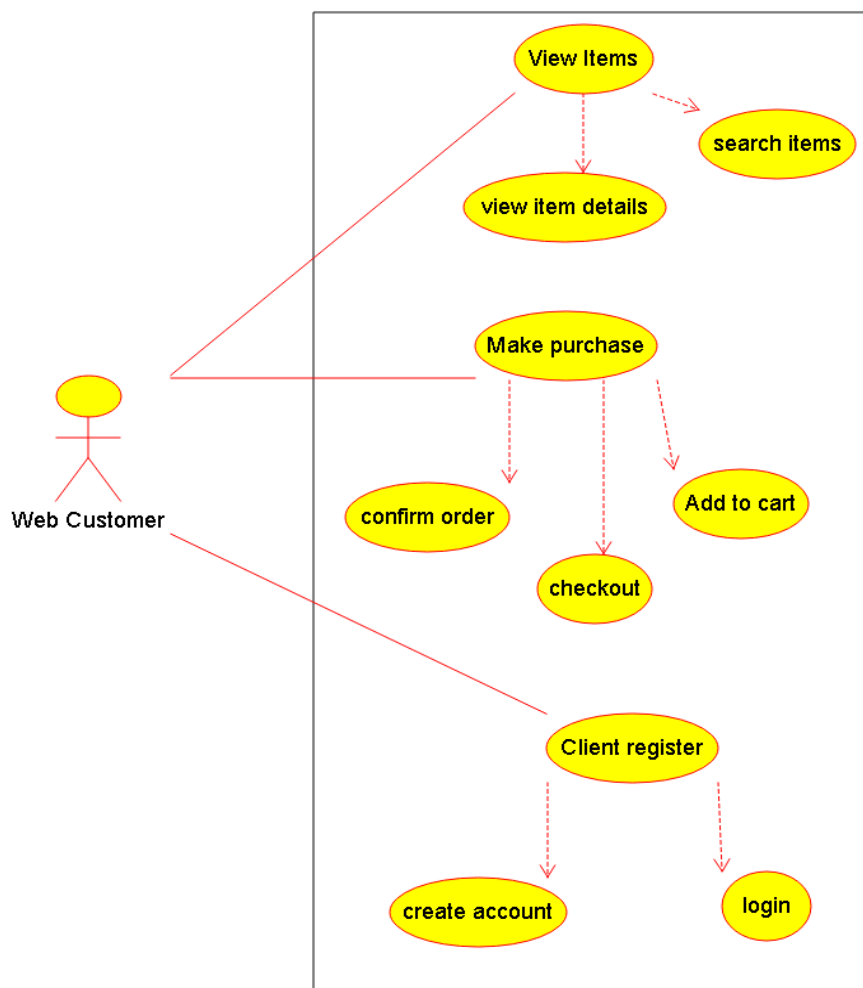 View Items
search items
view item details
Make purchase
Web Customer
confirm order
Add to cart
checkout
Client register
create account
login